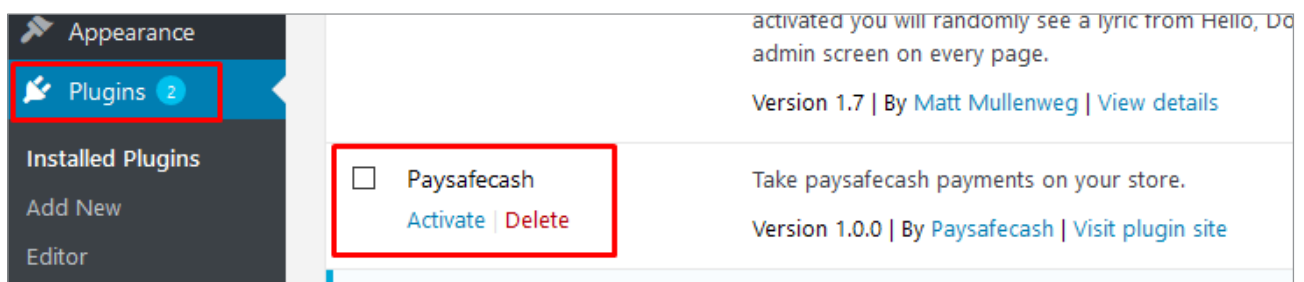 Appearance
Plugins 2
Installed Plugins
Add New
Editor
activated you will randomly see a lyric from Hello, Do
admin screen on every page.
Version 1.7 | By Matt Mullenweg | View details
Paysafecash
Activate | Delete
Take paysafecash payments on your store.
Version 1.0.0 | By Paysafecash | Visit plugin site